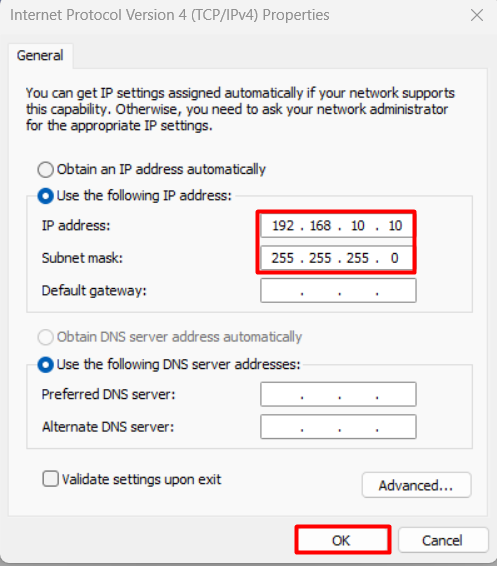 Internet Protocol Version 4 (TCP/IPv4) Properties
General
You can get IP settings assigned automatically if your network supports
this capability. Otherwise, you need to ask your network administrator
for the appropriate IP settings.
Obtain an IP address automatically
Use the following IP address:
IP address: 192 . 168 . 10 . 10
Subnet mask: 255 . 255 . 255 . 0
Default gateway: . . .
Obtain DNS server address automatically
Use the following DNS server addresses:
Preferred DNS server: . . .
Alternate DNS server: . . .
Validate settings upon exit
Advanced...
OK Cancel